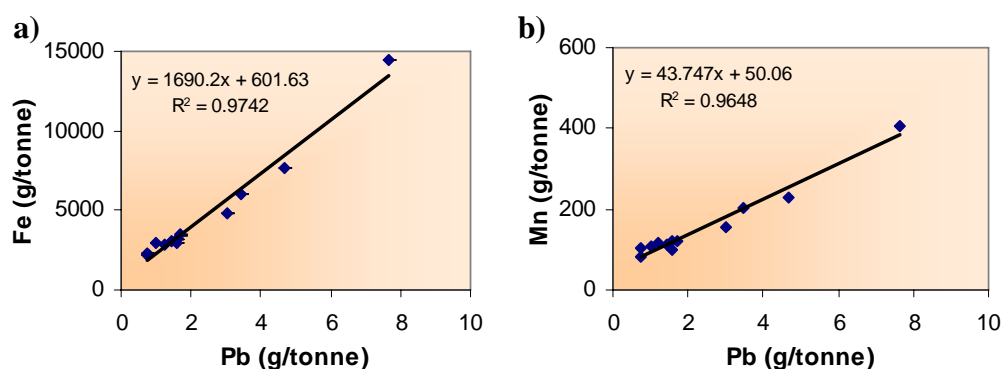 a)
15000
10000
5000
0
Fe (g/tonne)
y = 1690.2x + 601.63
R² = 0.9742
0 2 4 6 8 10
Pb (g/tonne)
b)
600
400
200
0
Mn (g/tonne)
y = 43.747x + 50.06
R² = 0.9648
0 2 4 6 8 10
Pb (g/tonne)